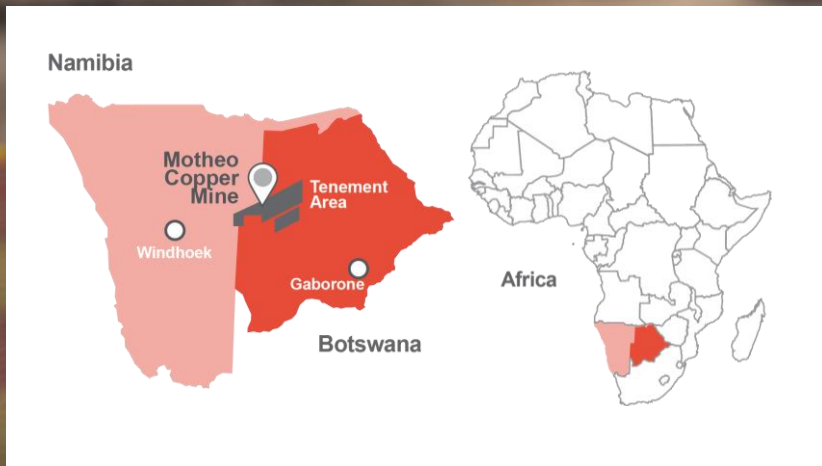 Namibia
Motheo
Copper
Mine
Tenement
Area
Windhoek
Gaborone
Botswana
Africa